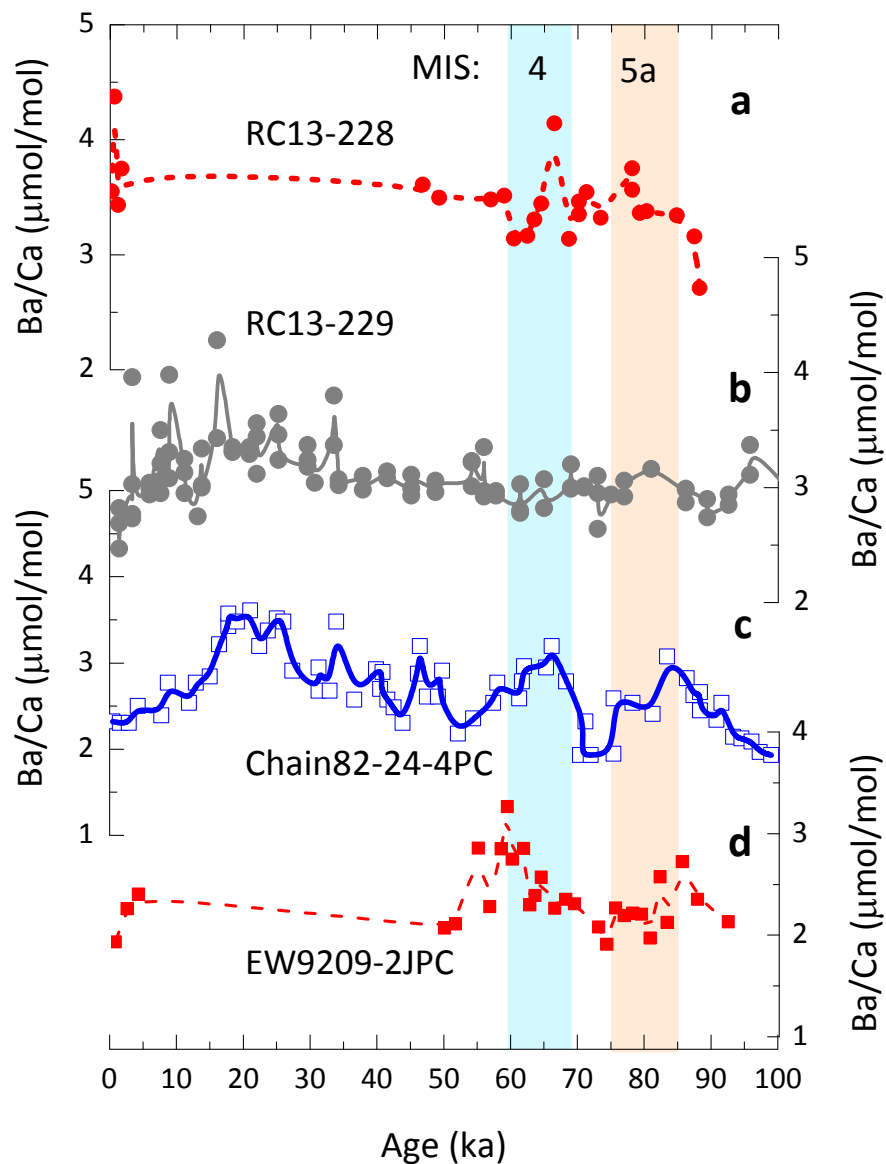 5
MIS: 4 5a
a
RC13-228
4
3
2
Ba/Ca (μmol/mol)
RC13-229
5
b
4
3
2
Ba/Ca (μmol/mol)
5
c
4
3
2
1
Ba/Ca (μmol/mol)
Chain82-24-4PC
4
d
3
2
1
Ba/Ca (μmol/mol)
EW9209-2JPC
0 10 20 30 40 50 60 70 80 90 100
Age (ka)